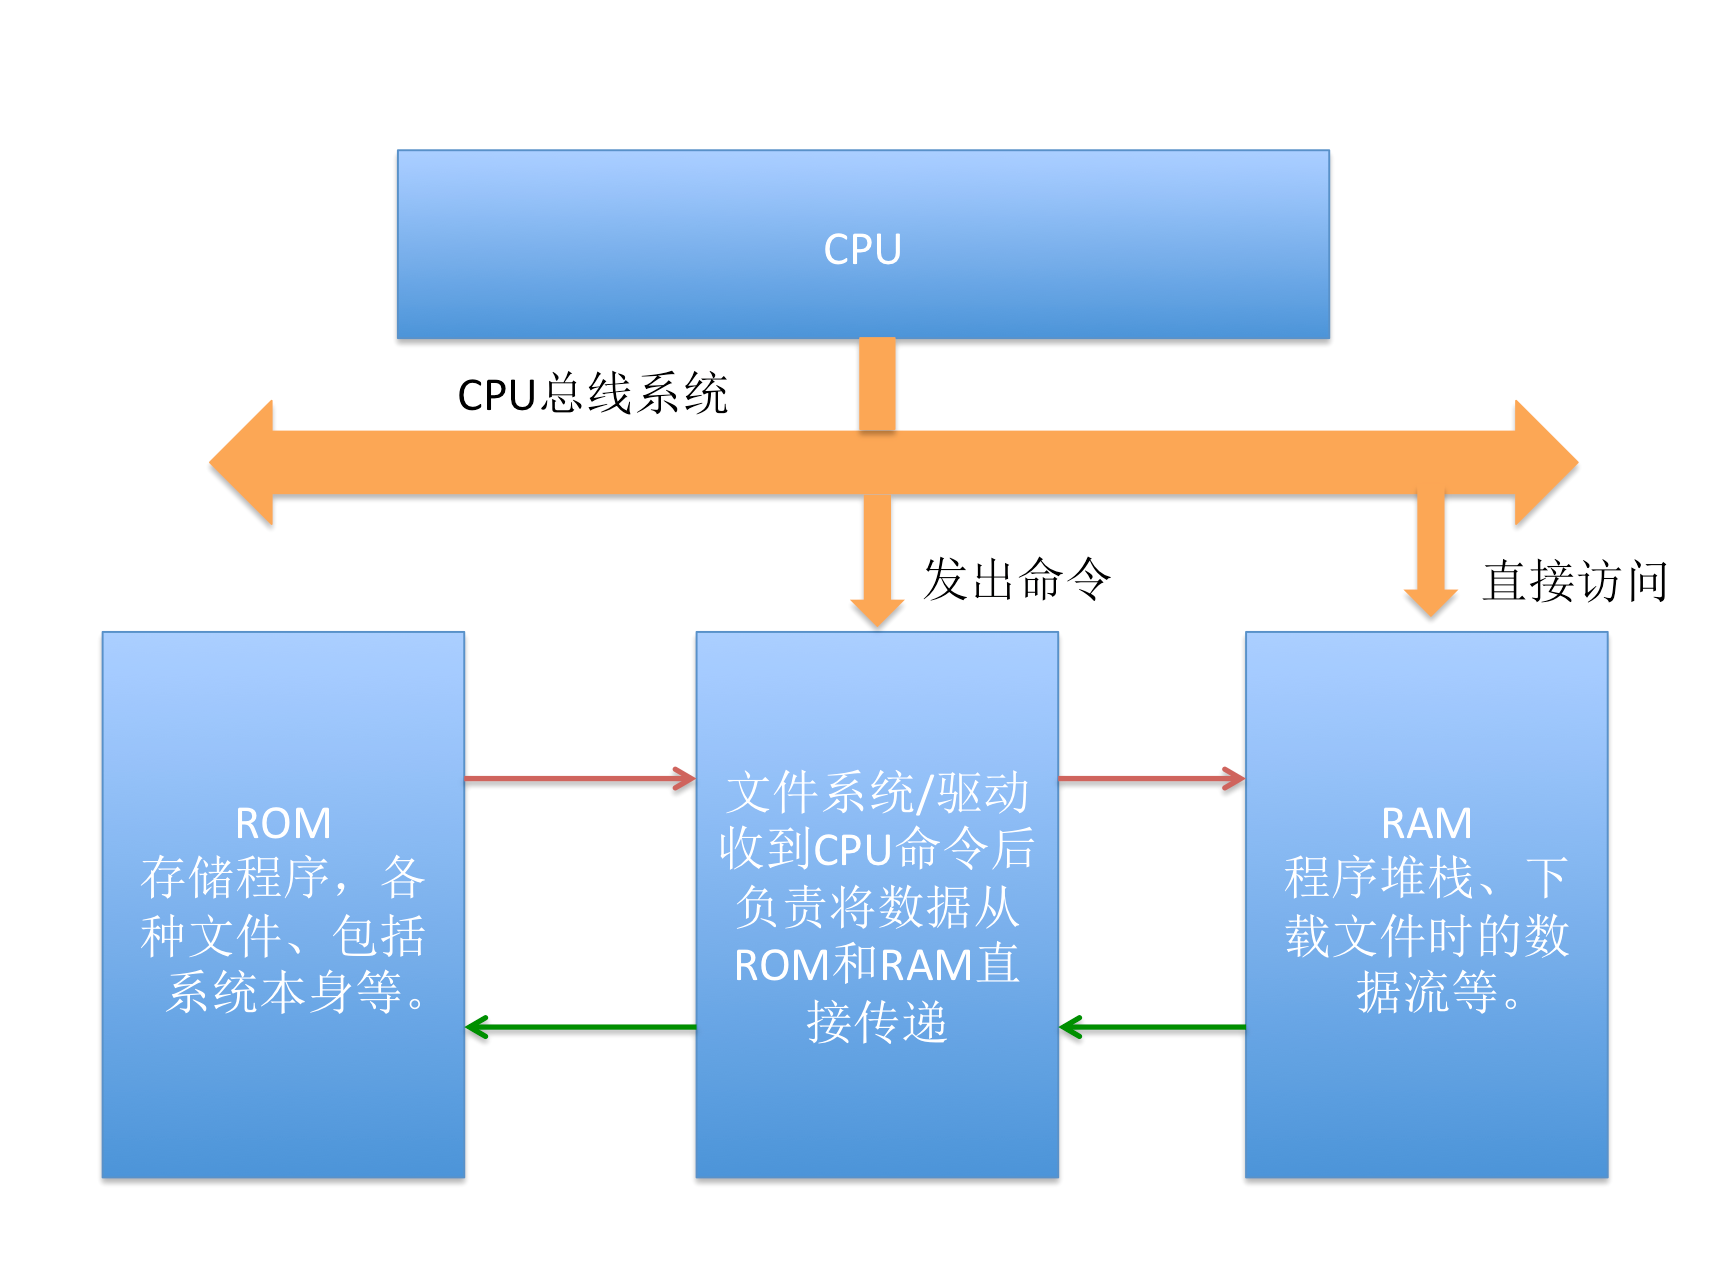 CPU
CPU总线系统
发出命令
直接访问
ROM
存储程序，各
种文件、包括
系统本身等。
文件系统/驱动
收到CPU命令后
负责将数据从
ROM和RAM直
接传递
RAM
程序堆栈、下
载文件时的数
据流等。